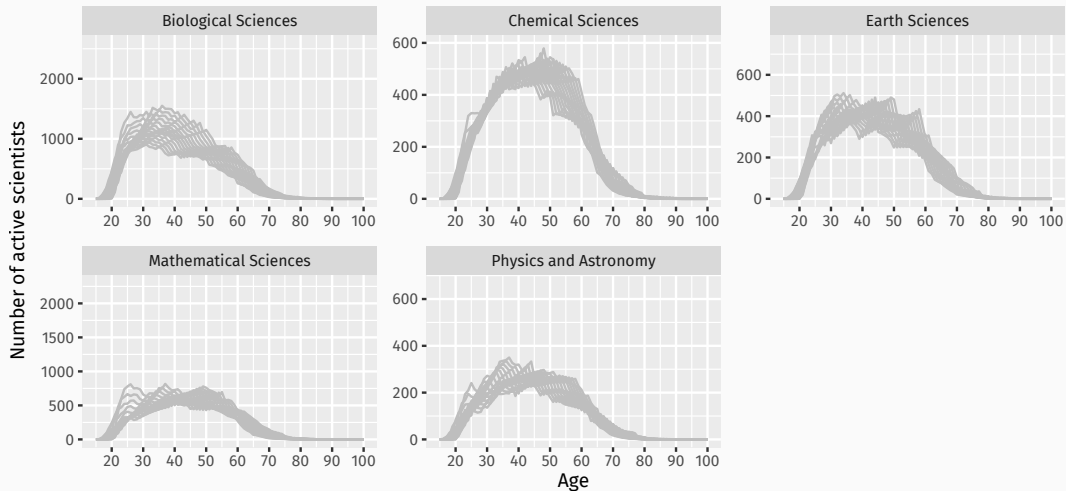 Biological Sciences
Chemical Sciences
Earth Sciences
2000
1000
0
600
400
200
0
600
400
200
0
20 30 40 50 60 70 80 90 100
20 30 40 50 60 70 80 90 100
20 30 40 50 60 70 80 90 100
Number of active scientists
Mathematical Sciences
Physics and Astronomy
2000
1500
1000
500
0
600
400
200
0
20 30 40 50 60 70 80 90 100
20 30 40 50 60 70 80 90 100
Age